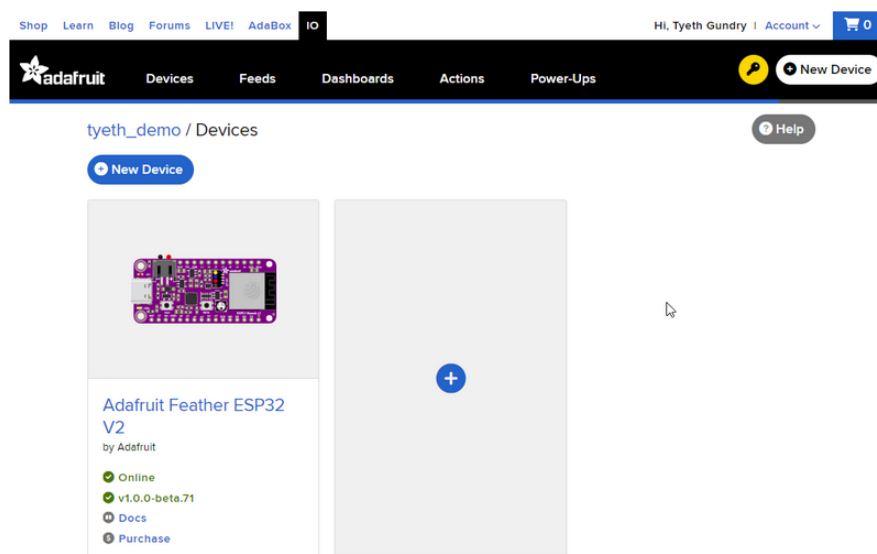 Shop Learn Blog Forums LIVE! AdaBox IO Hi, Tyeth Gundry | Account 0
adafruit Devices Feeds Dashboards Actions Power-Ups New Device
tyeth_demo / Devices Help
New Device
Adafruit Feather ESP32
V2
by Adafruit
Online
v1.0.0-beta.71
Docs
Purchase